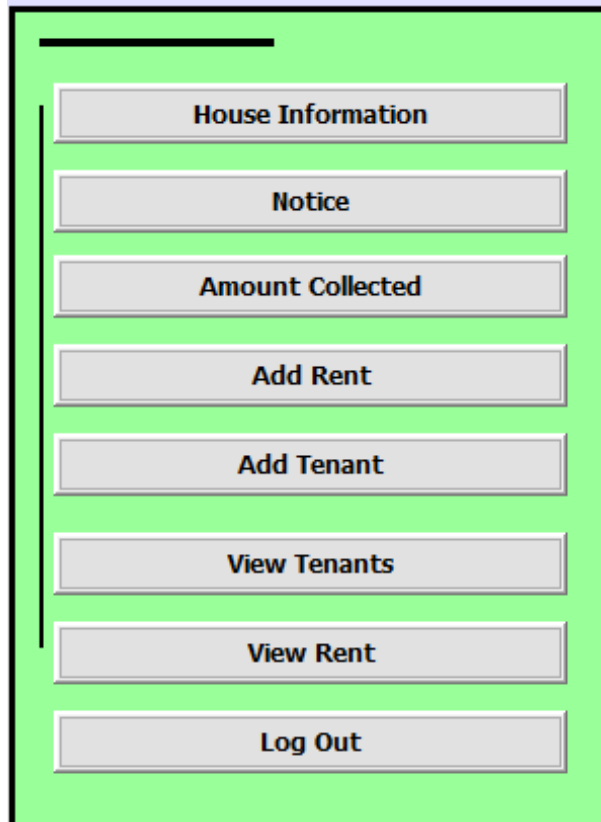 House Information
Notice
Amount Collected
Add Rent
Add Tenant
View Tenants
View Rent
Log Out